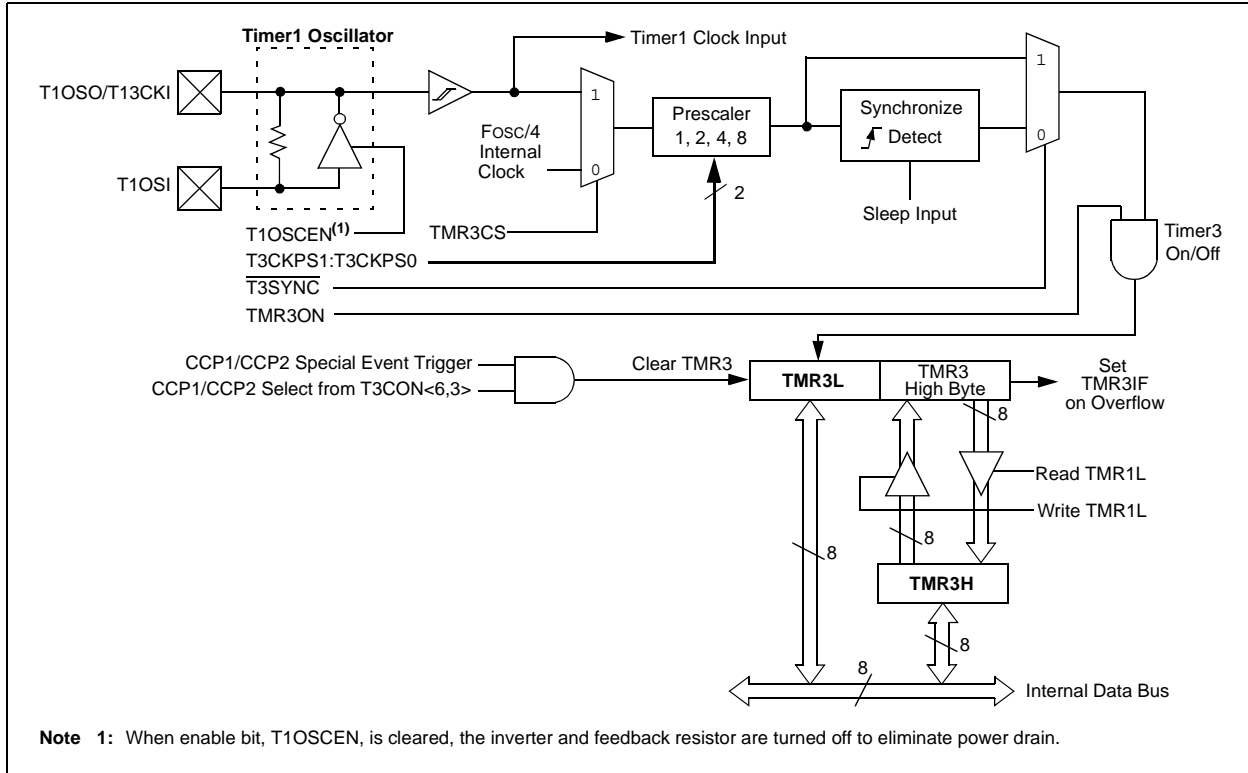 Timer1 Oscillator
Timer1 Clock Input
T1OSO/T13CKI
T1OSI
FOSC/4
Internal
Clock
1
0
Prescaler
1, 2, 4, 8
2
Synchronize
Detect
Sleep Input
1
0
T1OSCEN(1)
TMR3CS
T3CKPS1:T3CKPS0
T3SYNC
TMR3ON
Timer3
On/Off
CCP1/CCP2 Special Event Trigger
CCP1/CCP2 Select from T3CON<6,3>
Clear TMR3
TMR3L
TMR3
High Byte
Set
TMR3IF
on Overflow
8
Read TMR1L
Write TMR1L
8
8
TMR3H
8
8
Internal Data Bus
Note 1: When enable bit, T1OSCEN, is cleared, the inverter and feedback resistor are turned off to eliminate power drain.